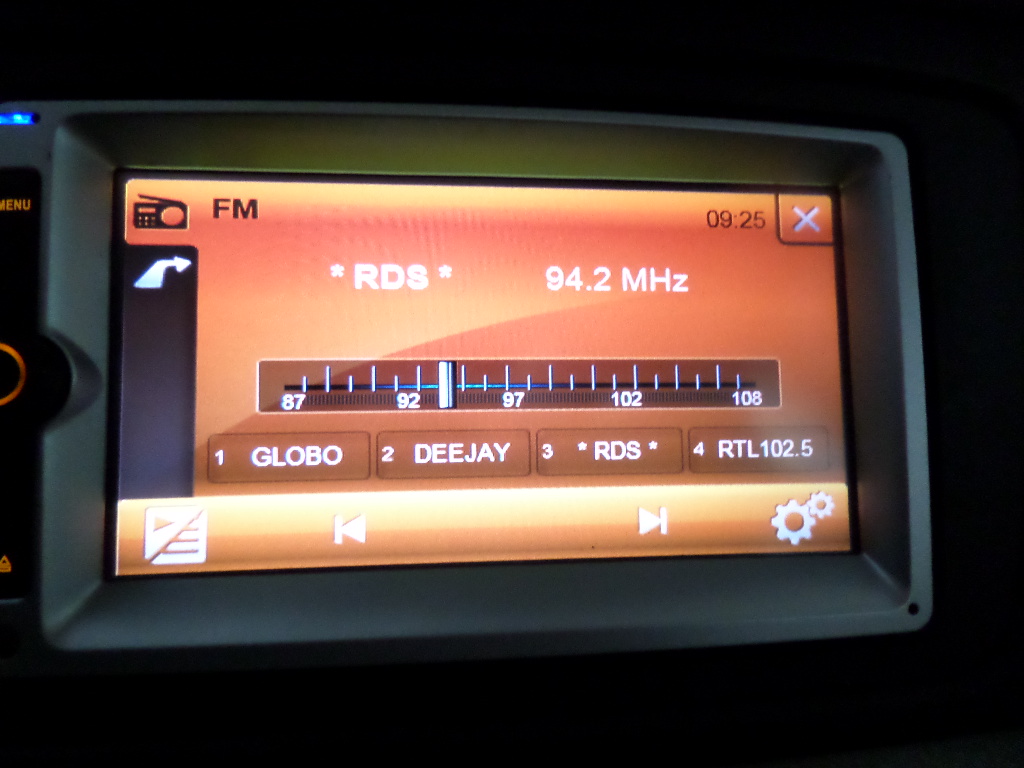 MENU
FM 09:25
* RDS * 94.2 MHz
87 92 97 102 108
1 GLOBO 2 DEEJAY 3 * RDS * 4 RTL102.5